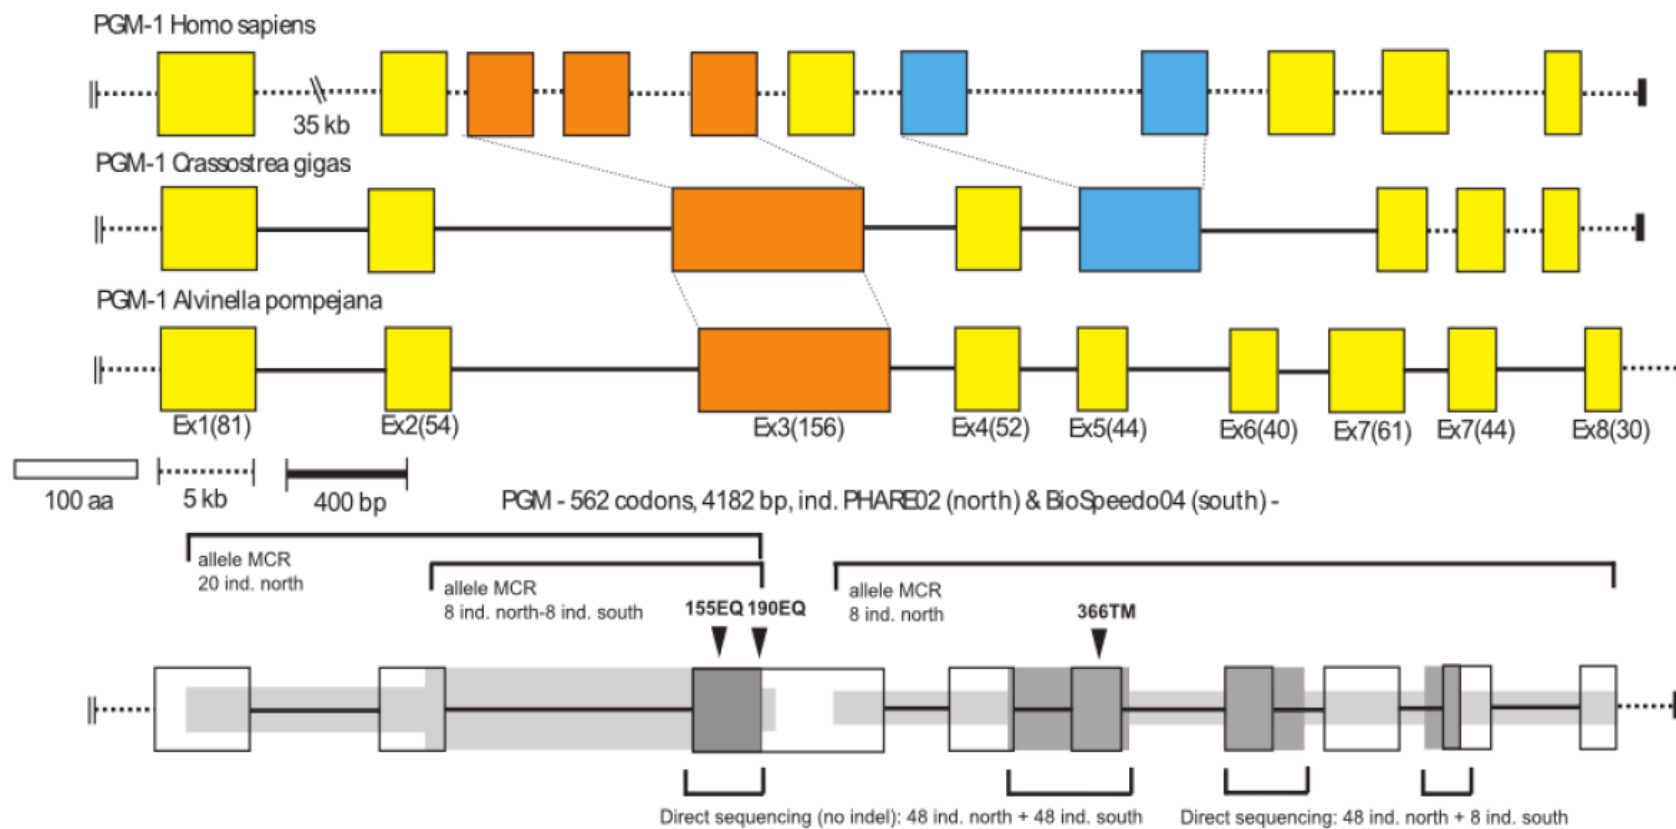 PGM-1 Homo sapiens
35 kb
PGM-1 Crassostrea gigas
PGM-1 Alvinella pompejana
Ex1(81) Ex2(54) Ex3(156) Ex4(52) Ex5(44) Ex6(40) Ex7(61) Ex7(44) Ex8(30)
100 aa 5 kb 400 bp
PGM - 562 codons, 4182 bp, ind. PHARE02 (north) & BioSpeedo04 (south) -
allele MCR
20 ind. north
allele MCR
8 ind. north-8 ind. south
allele MCR
8 ind. north
155EQ 190EQ 366TM
Direct sequencing (no indel): 48 ind. north + 48 ind. south
Direct sequencing: 48 ind. north + 8 ind. south